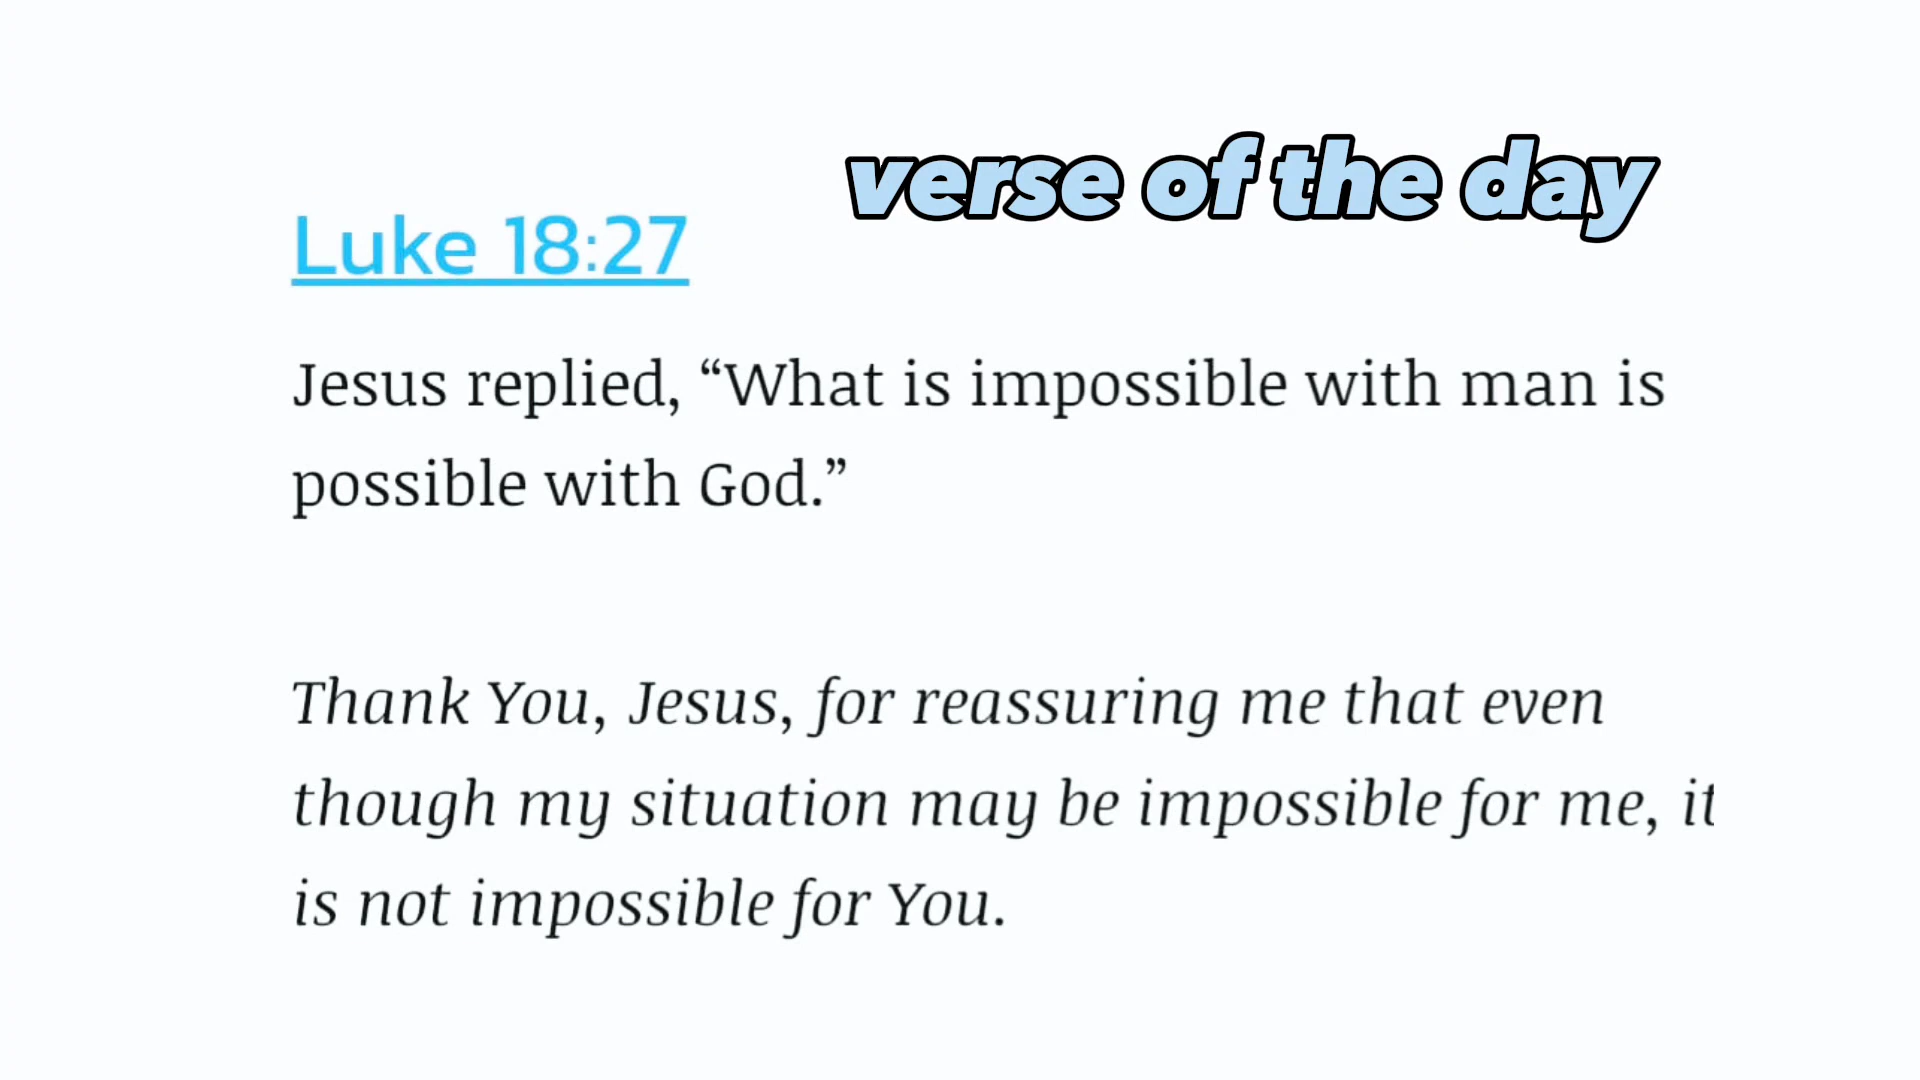 verse of the day
Luke 18:27
Jesus replied, “What is impossible with man is
possible with God.”
Thank You, Jesus, for reassuring me that even
though my situation may be impossible for me, it
is not impossible for You.